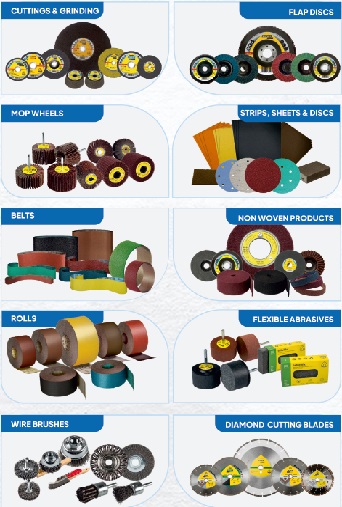 CUTTINGS & GRINDING
FLAP DISCS
MOP WHEELS
STRIPS, SHEETS & DISCS
BELTS
NON WOVEN PRODUCTS
ROLLS
FLEXIBLE ABRASIVES
WIRE BRUSHES
DIAMOND CUTTING BLADES